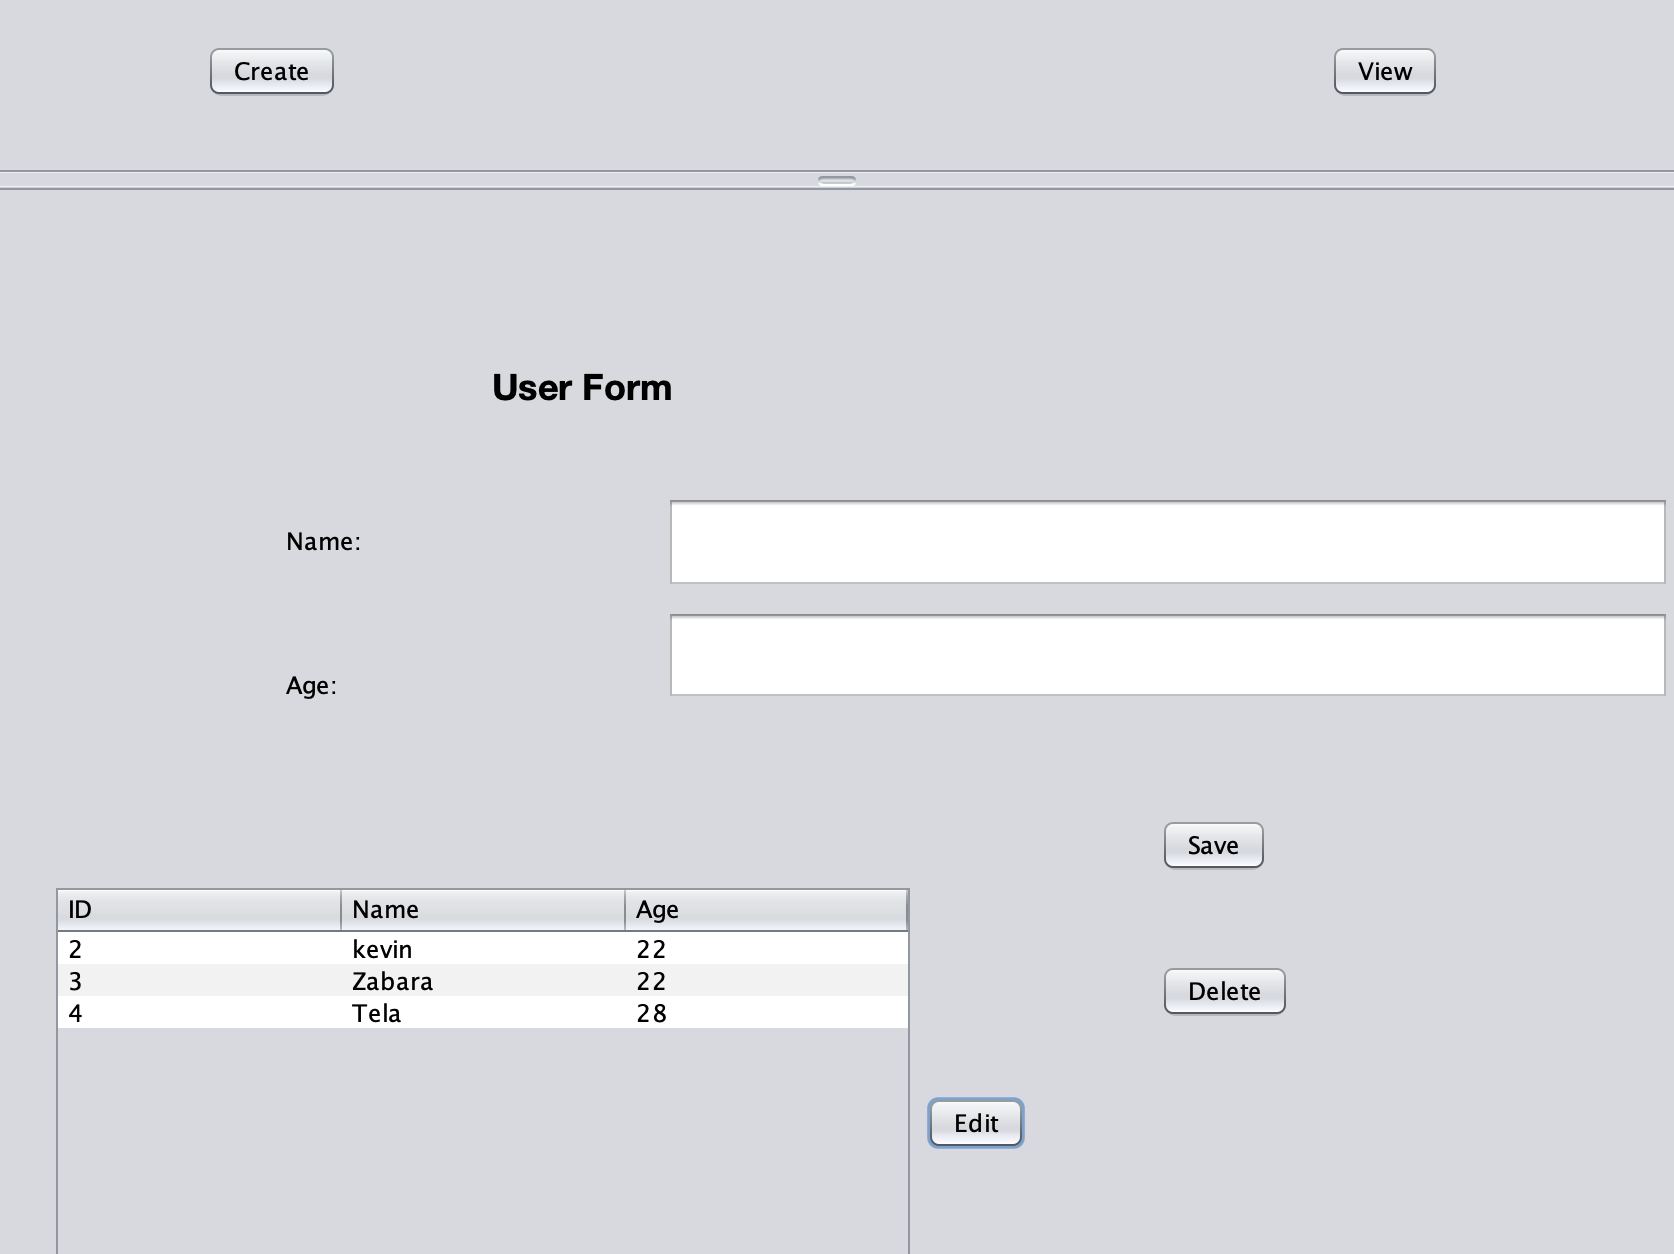 Create View
User Form
Name:
Age:
Save
ID Name Age
2 kevin 22
3 Zabara 22
4 Tela 28
Delete
Edit